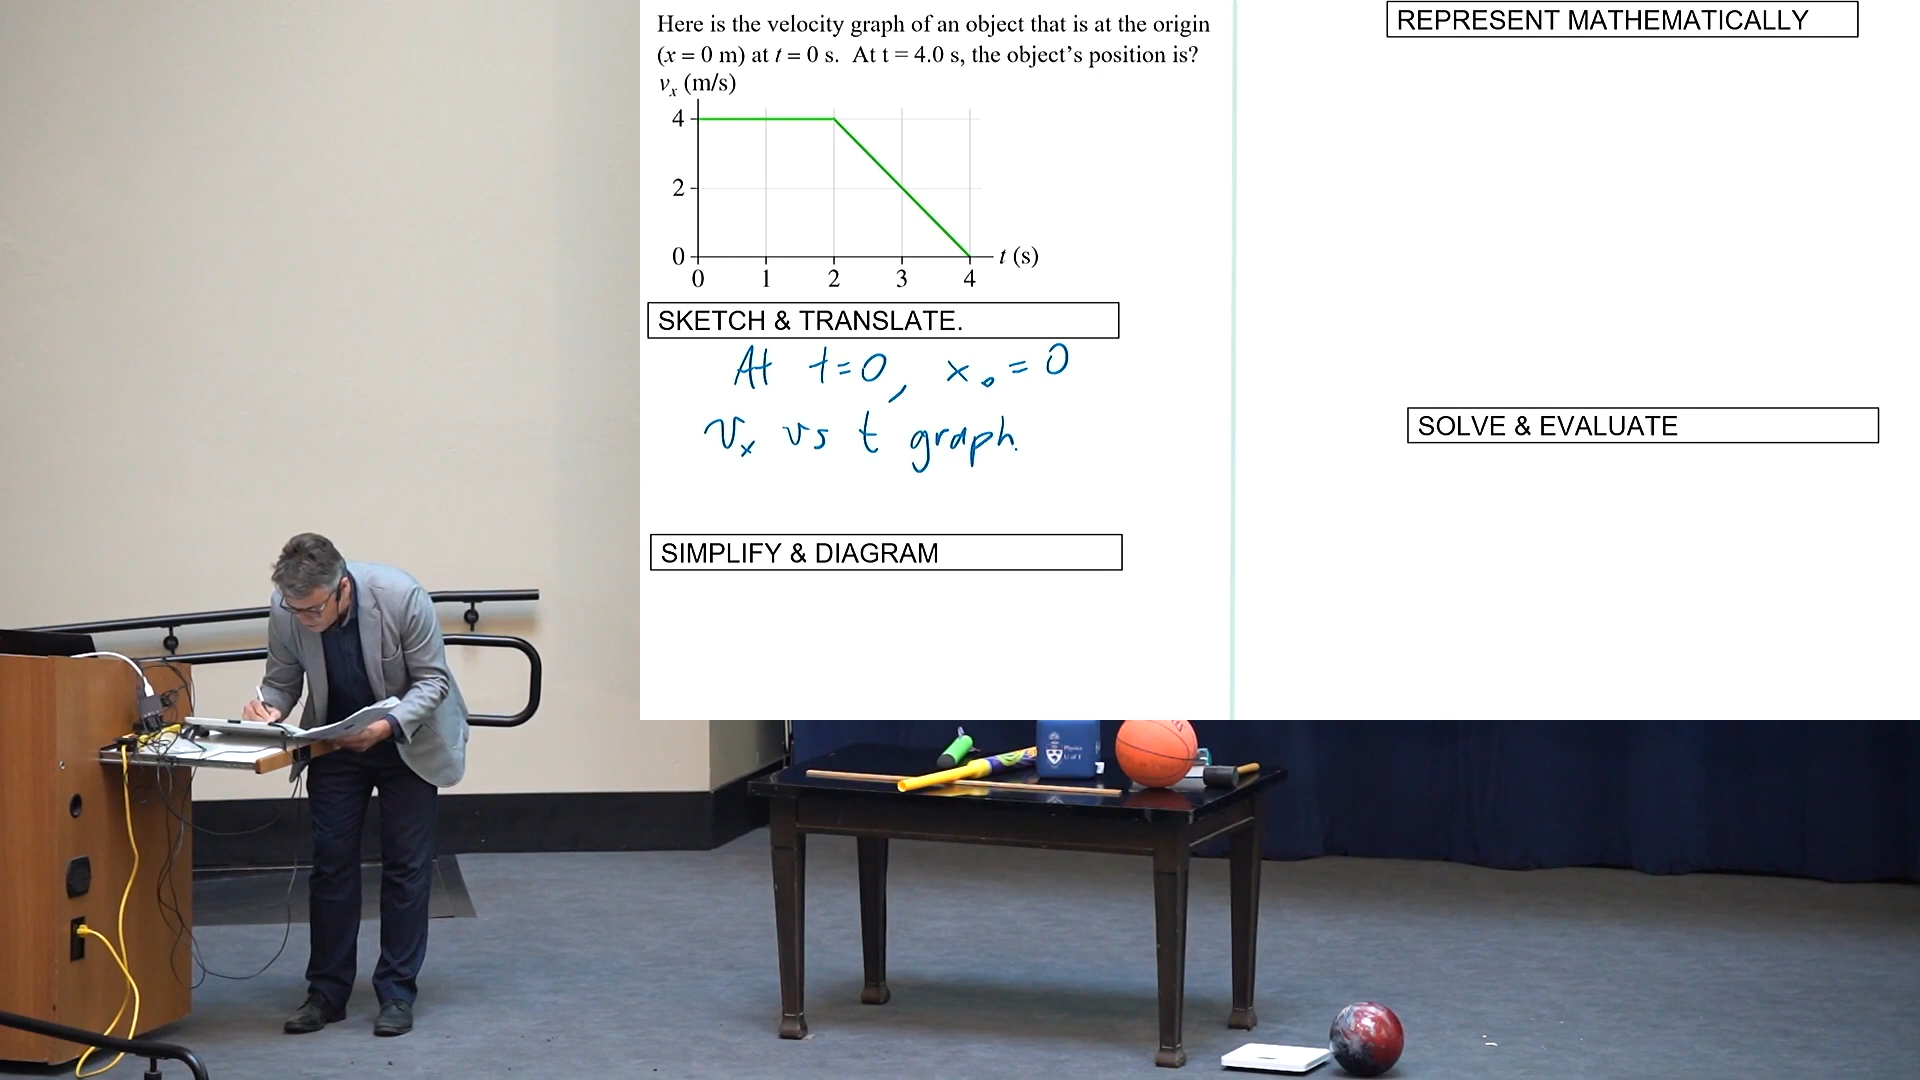 Here is the velocity graph of an object that is at the origin
(x = 0 m) at t = 0 s. At t = 4.0 s, the object's position is?
vₓ (m/s)
4
2
0
0 1 2 3 4
t (s)
SKETCH & TRANSLATE.
At t=0, x₀ = 0
vₓ vs t graph.
SIMPLIFY & DIAGRAM
REPRESENT MATHEMATICALLY
SOLVE & EVALUATE
Physics
U of T